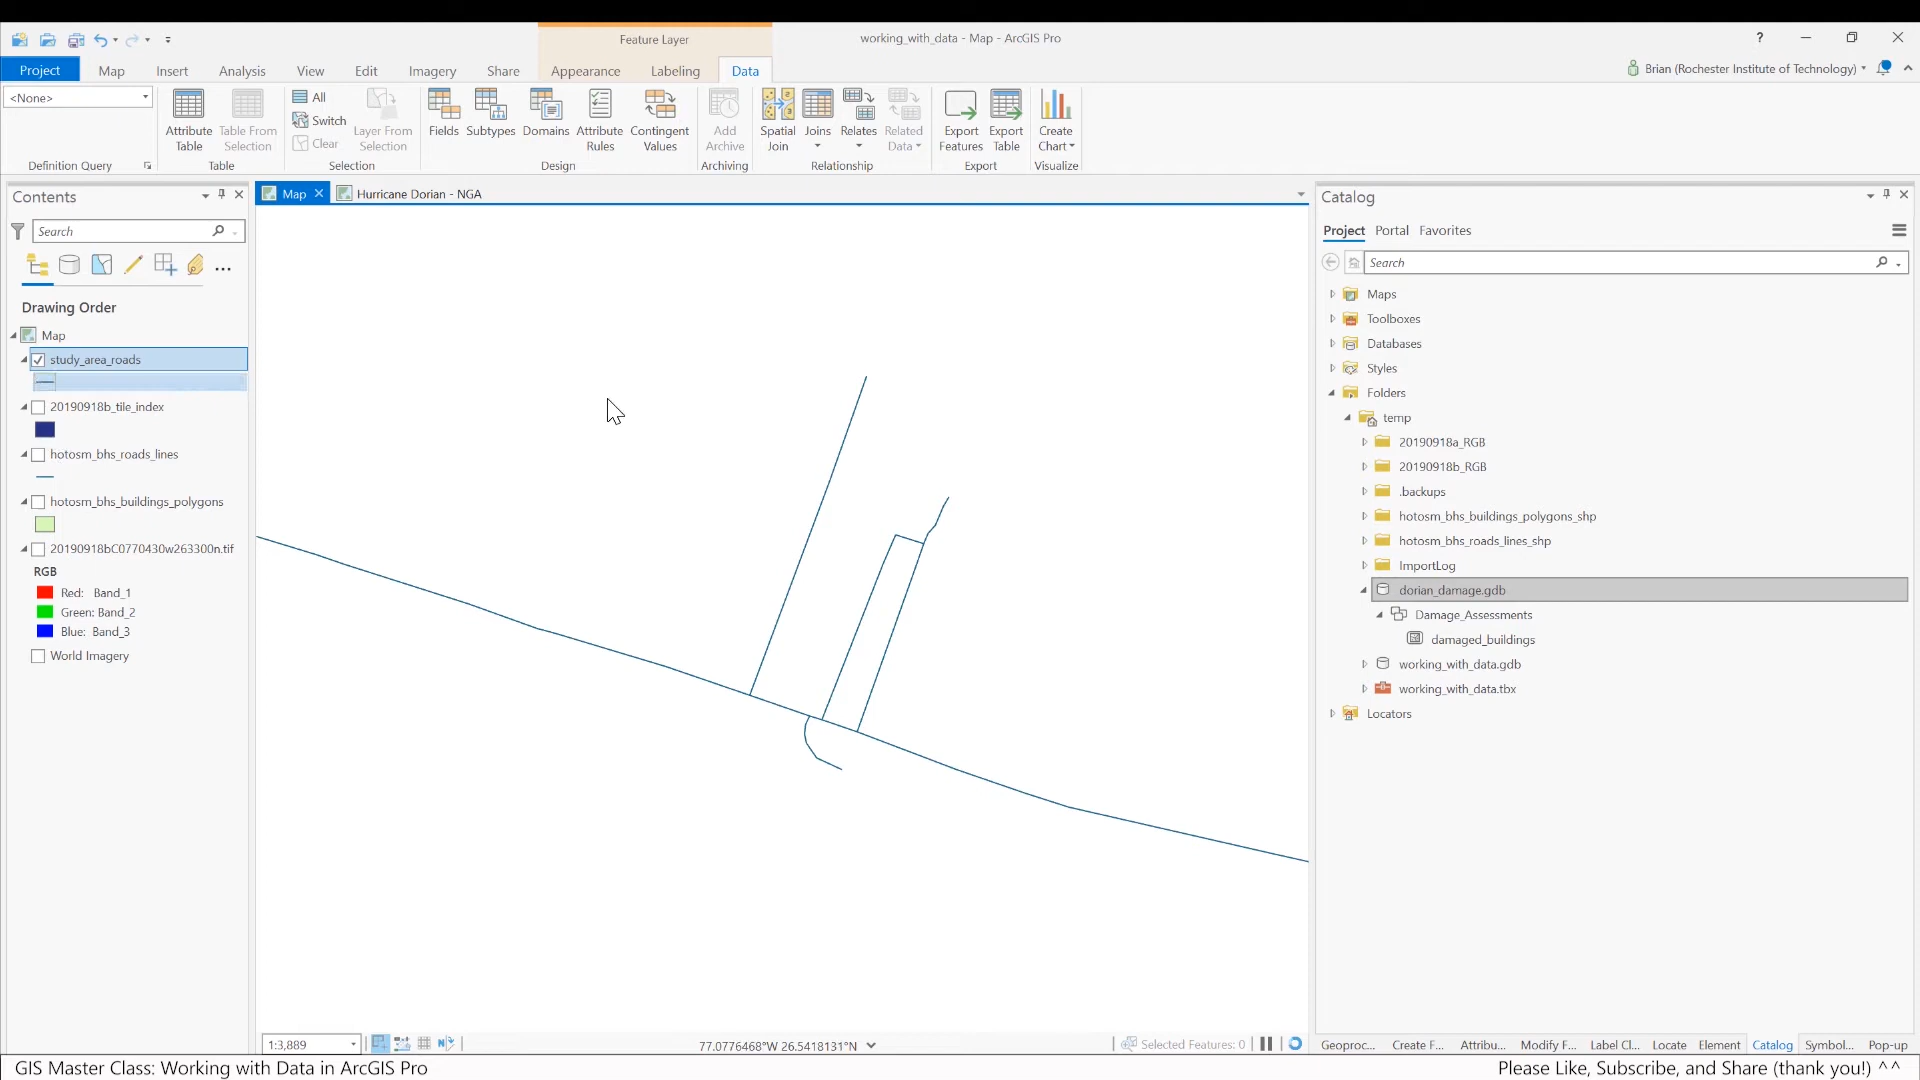 Feature Layer
working_with_data - Map - ArcGIS Pro
?
Project
Map
Insert
Analysis
View
Edit
Imagery
Share
Appearance
Labeling
Data
Brian (Rochester Institute of Technology)
<None>
Definition Query
Attribute
Table
Table From
Selection
Table
All
Switch
Clear
Layer From
Selection
Selection
Fields
Subtypes
Domains
Attribute
Rules
Contingent
Values
Design
Add
Archive
Archiving
Spatial
Join
Joins
Relates
Related
Data
Relationship
Export
Features
Export
Table
Export
Create
Chart
Visualize
Contents
Search
Drawing Order
Map
study_area_roads
20190918b_tile_index
hotosm_bhs_roads_lines
hotosm_bhs_buildings_polygons
20190918bC0770430w263300n.tif
RGB
Red: Band_1
Green: Band_2
Blue: Band_3
World Imagery
Map
Hurricane Dorian - NGA
1:3,889
77.0776468°W 26.5418131°N
Selected Features: 0
Catalog
Project
Portal
Favorites
Search
Maps
Toolboxes
Databases
Styles
Folders
temp
20190918a_RGB
20190918b_RGB
.backups
hotosm_bhs_buildings_polygons_shp
hotosm_bhs_roads_lines_shp
ImportLog
dorian_damage.gdb
Damage_Assessments
damaged_buildings
working_with_data.gdb
working_with_data.tbx
Locators
Geoproc...
Create F...
Attribu...
Modify F...
Label Cl...
Locate
Element
Catalog
Symbol...
Pop-up
GIS Master Class: Working with Data in ArcGIS Pro
Please Like, Subscribe, and Share (thank you!) ^^